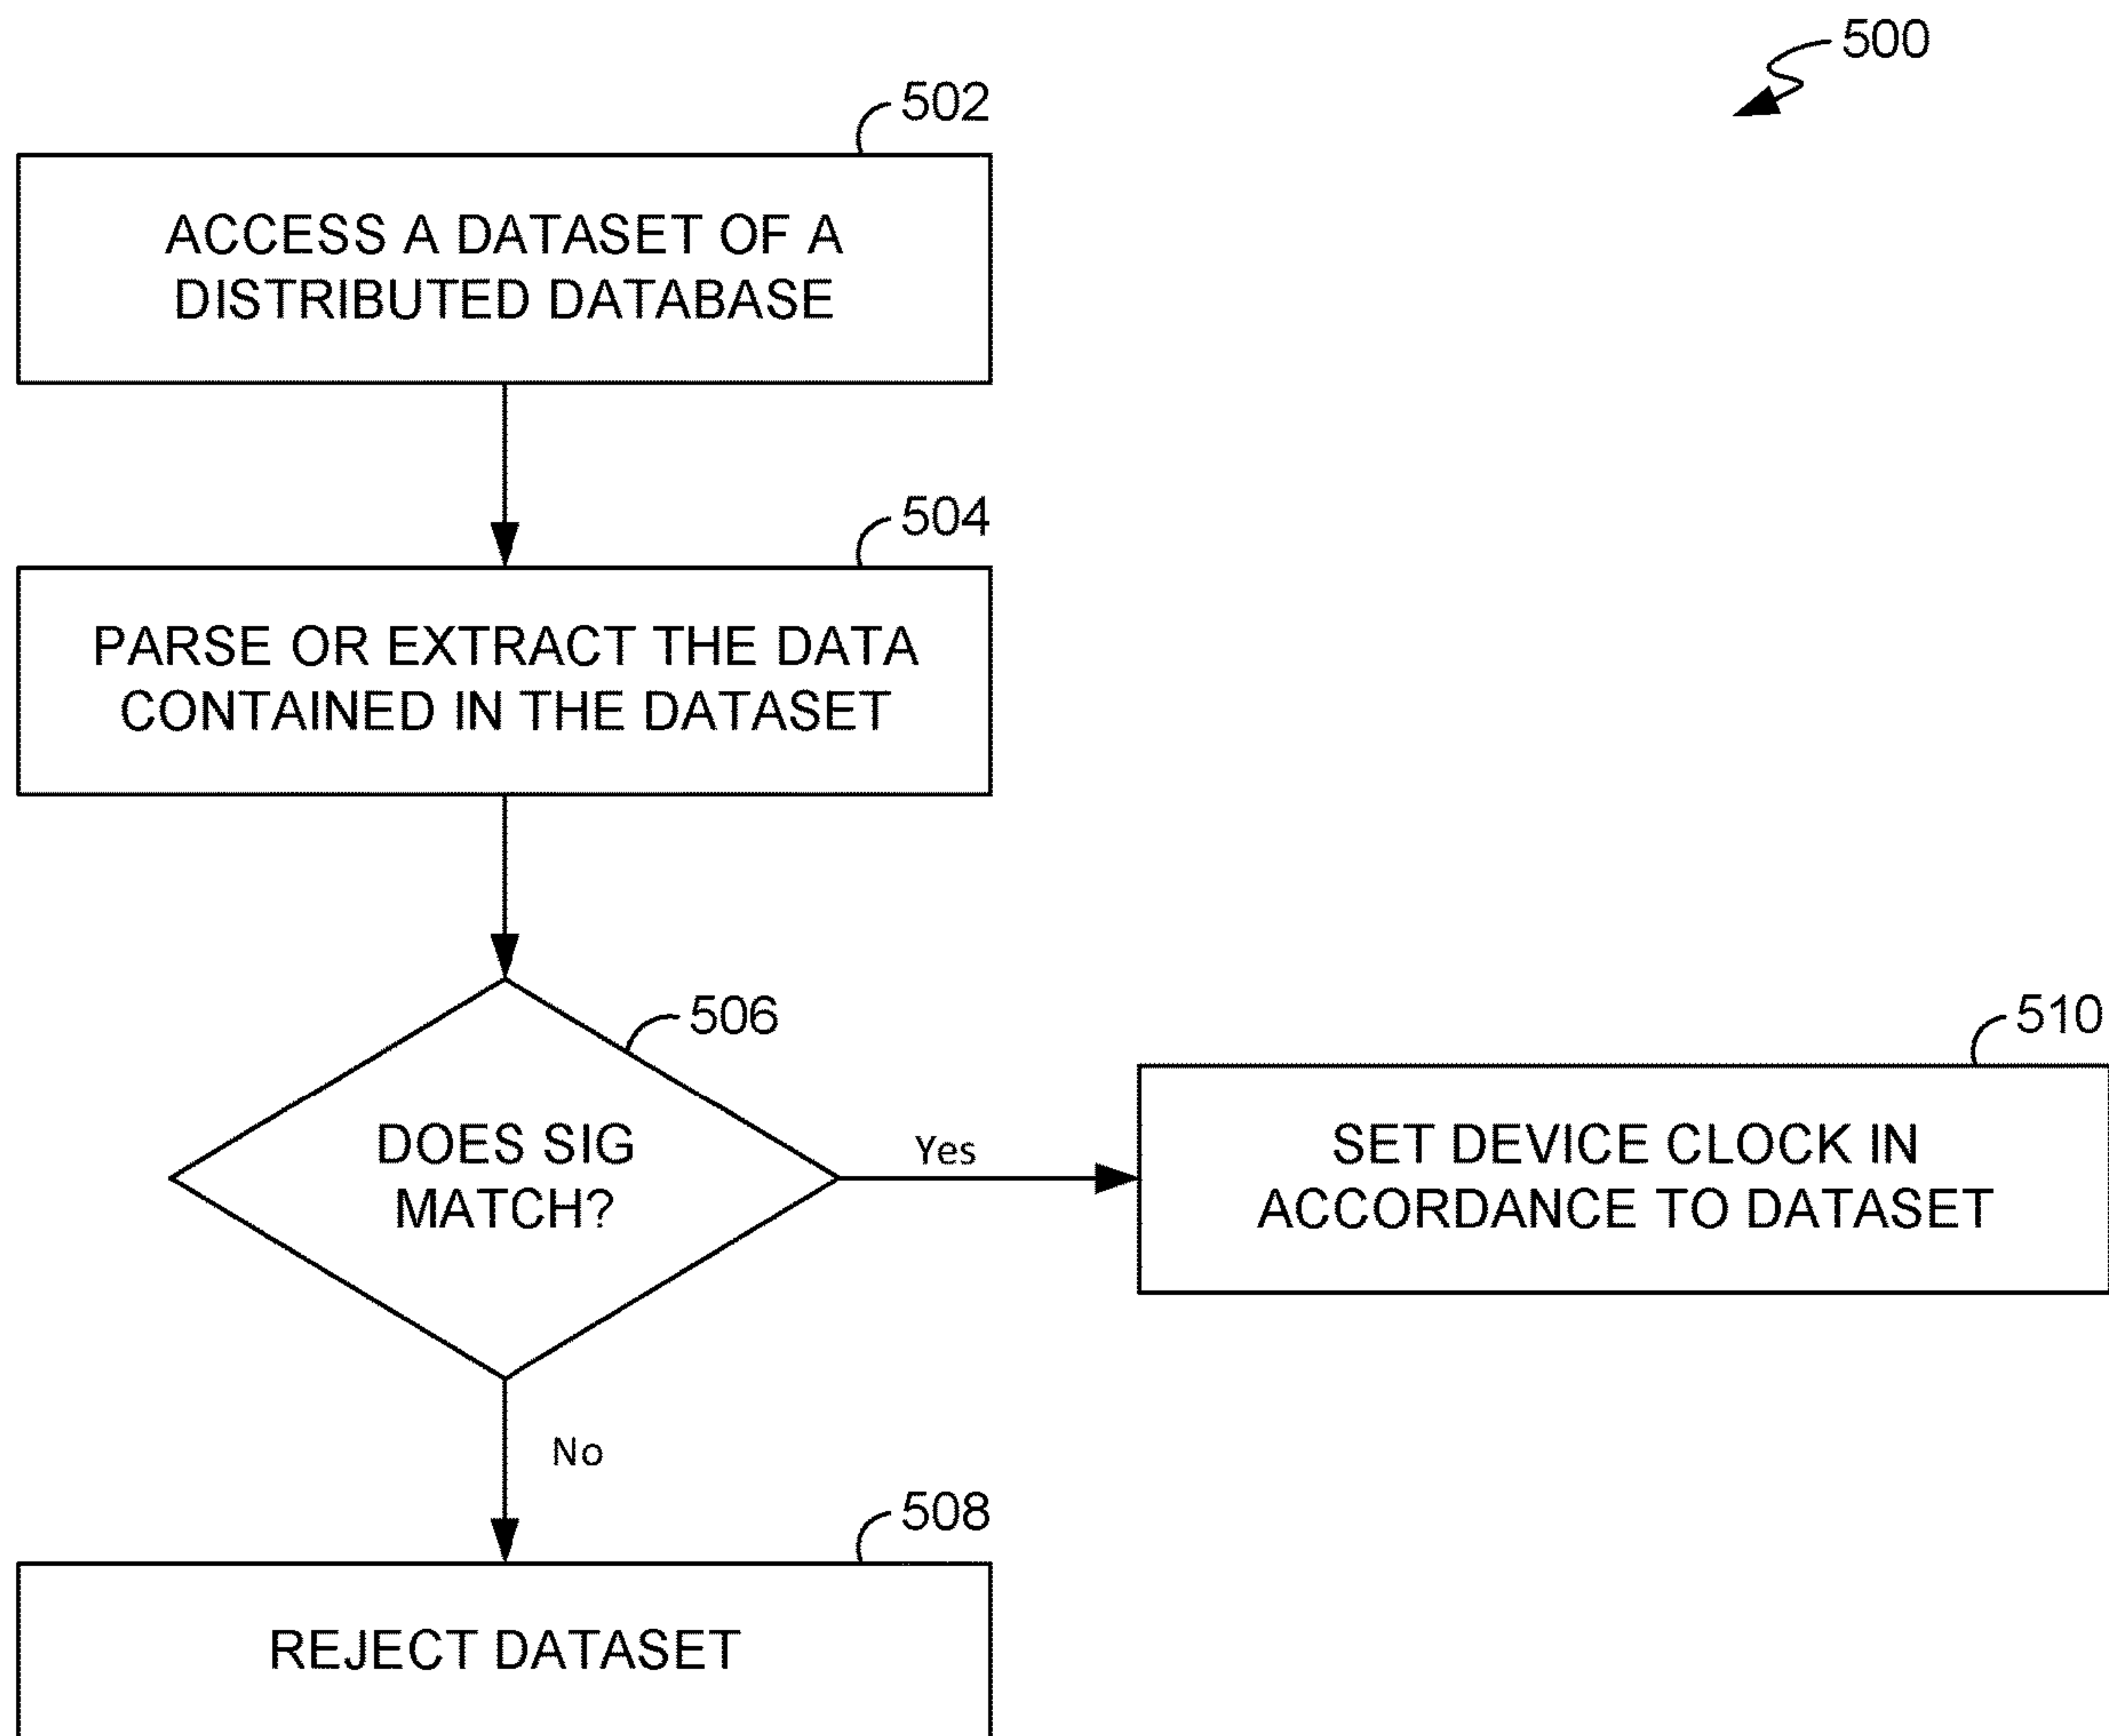 500
502
ACCESS A DATASET OF A
DISTRIBUTED DATABASE
504
PARSE OR EXTRACT THE DATA
CONTAINED IN THE DATASET
506
DOES SIG
MATCH?
Yes
510
SET DEVICE CLOCK IN
ACCORDANCE TO DATASET
No
508
REJECT DATASET